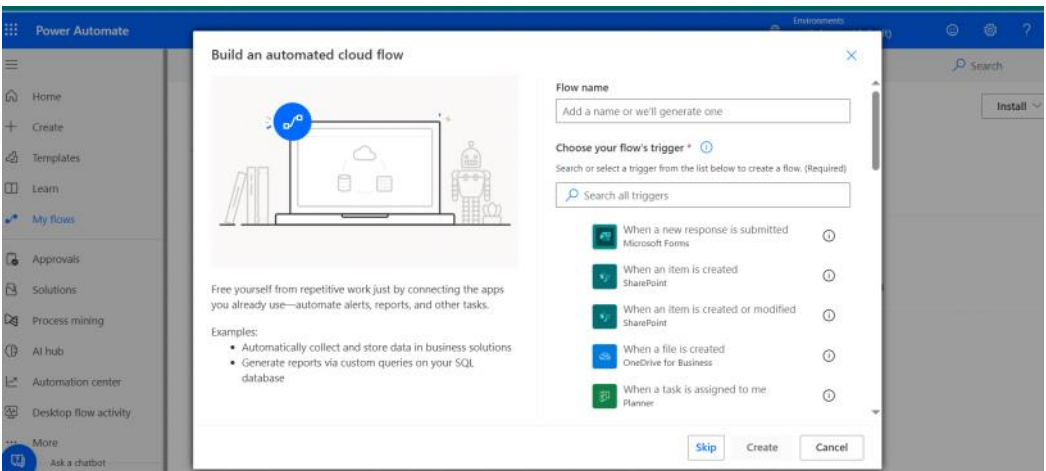 Power Automate
Environments
Search
Install
Home
Create
Templates
Learn
My flows
Approvals
Solutions
Process mining
AI hub
Automation center
Desktop flow activity
More
Ask a chatbot
Build an automated cloud flow
Free yourself from repetitive work just by connecting the apps
you already use—automate alerts, reports, and other tasks.
Examples:
• Automatically collect and store data in business solutions
• Generate reports via custom queries on your SQL
database
Flow name
Add a name or we'll generate one
Choose your flow's trigger *
Search or select a trigger from the list below to create a flow. (Required)
Search all triggers
When a new response is submitted
Microsoft Forms
When an item is created
SharePoint
When an item is created or modified
SharePoint
When a file is created
OneDrive for Business
When a task is assigned to me
Planner
Skip
Create
Cancel